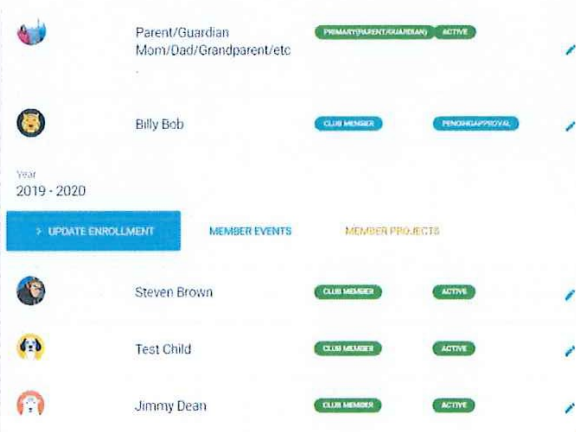 Parent/Guardian PRIMARY(PARENT/GUARDIAN) ACTIVE
Mom/Dad/Grandparent/etc
.
Billy Bob CLUB MEMBER PENDINGAPPROVAL
Year
2019 - 2020
> UPDATE ENROLLMENT MEMBER EVENTS MEMBER PROJECTS
Steven Brown CLUB MEMBER ACTIVE
Test Child CLUB MEMBER ACTIVE
Jimmy Dean CLUB MEMBER ACTIVE